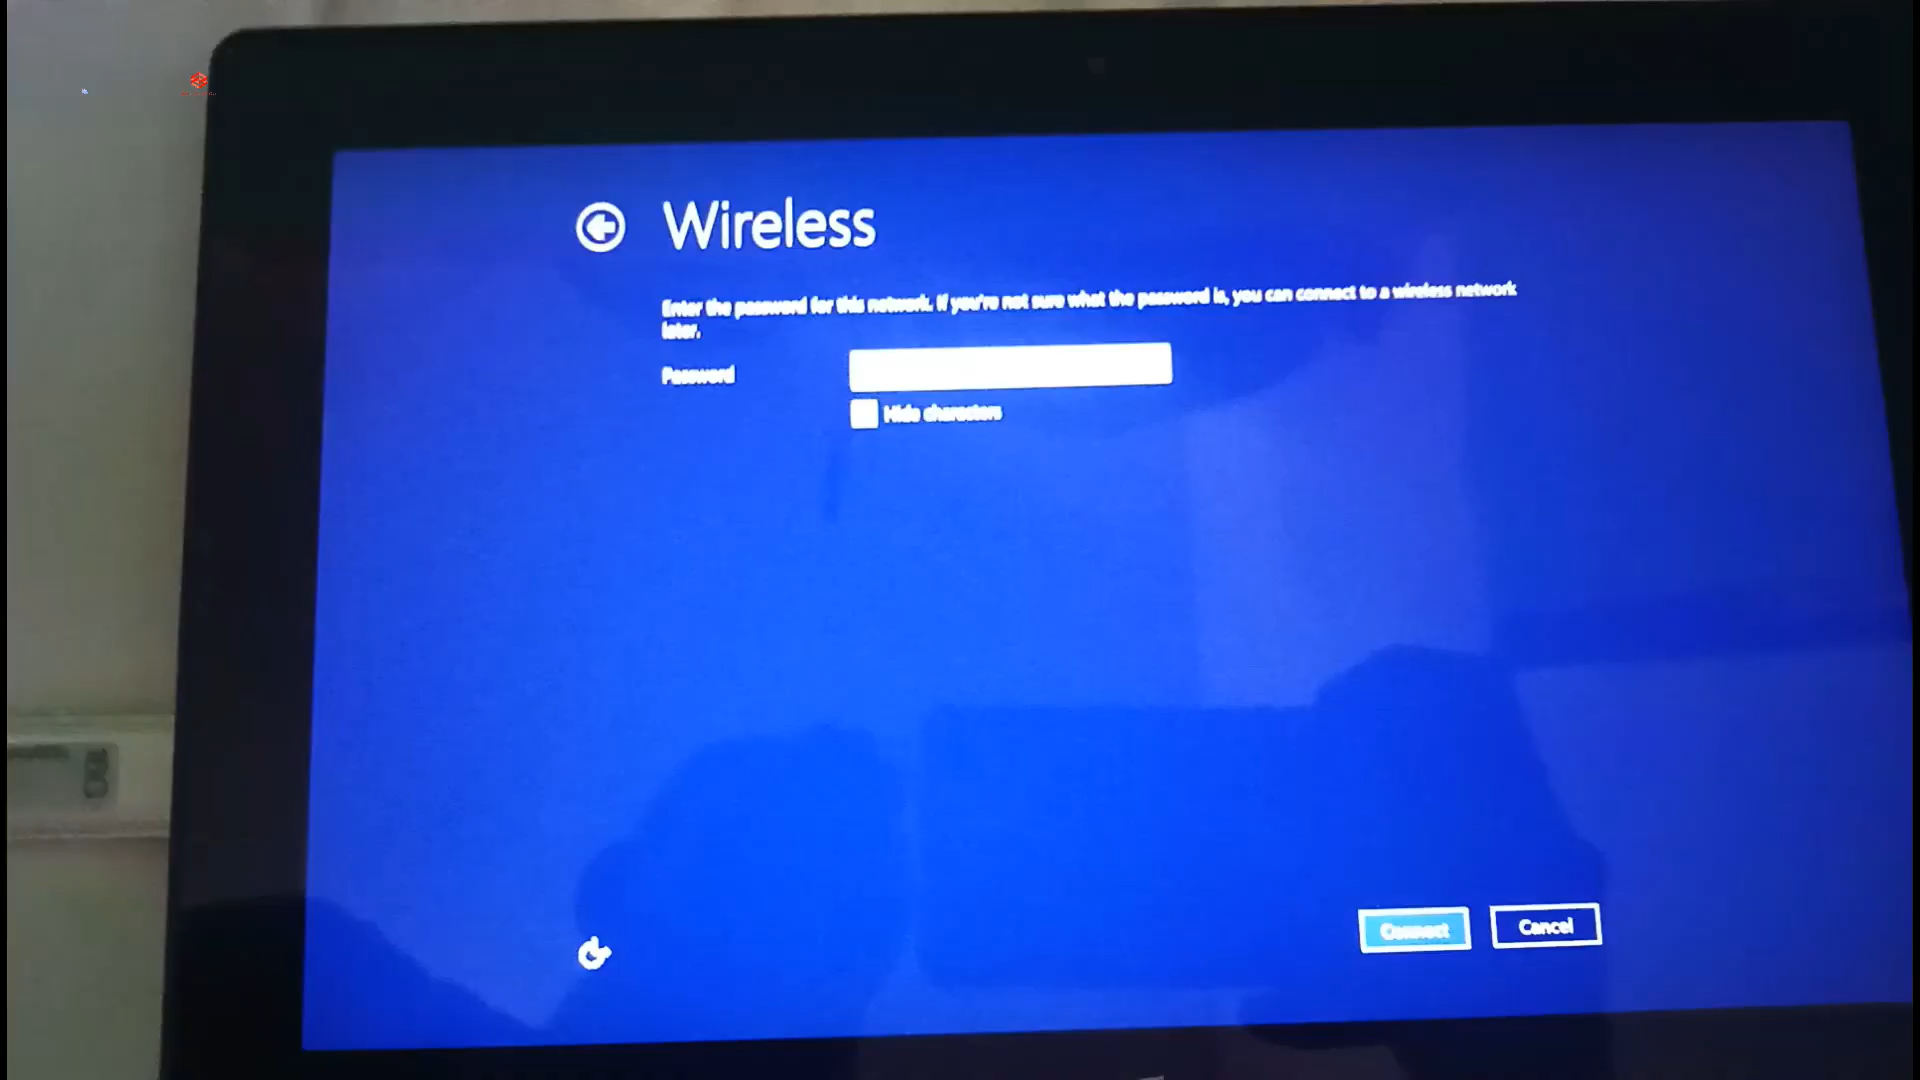 Wireless
Enter the password for this network. If you're not sure what the password is, you can connect to a wireless network
later.
Password
Hide characters
Connect
Cancel